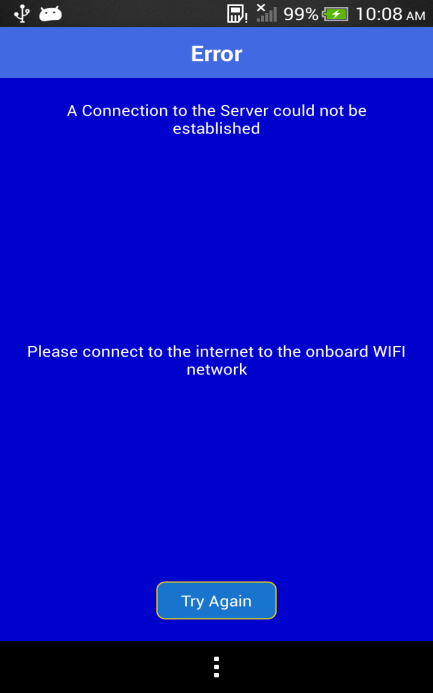 99% 10:08 AM
Error
A Connection to the Server could not be
established
Please connect to the internet to the onboard WIFI
network
Try Again